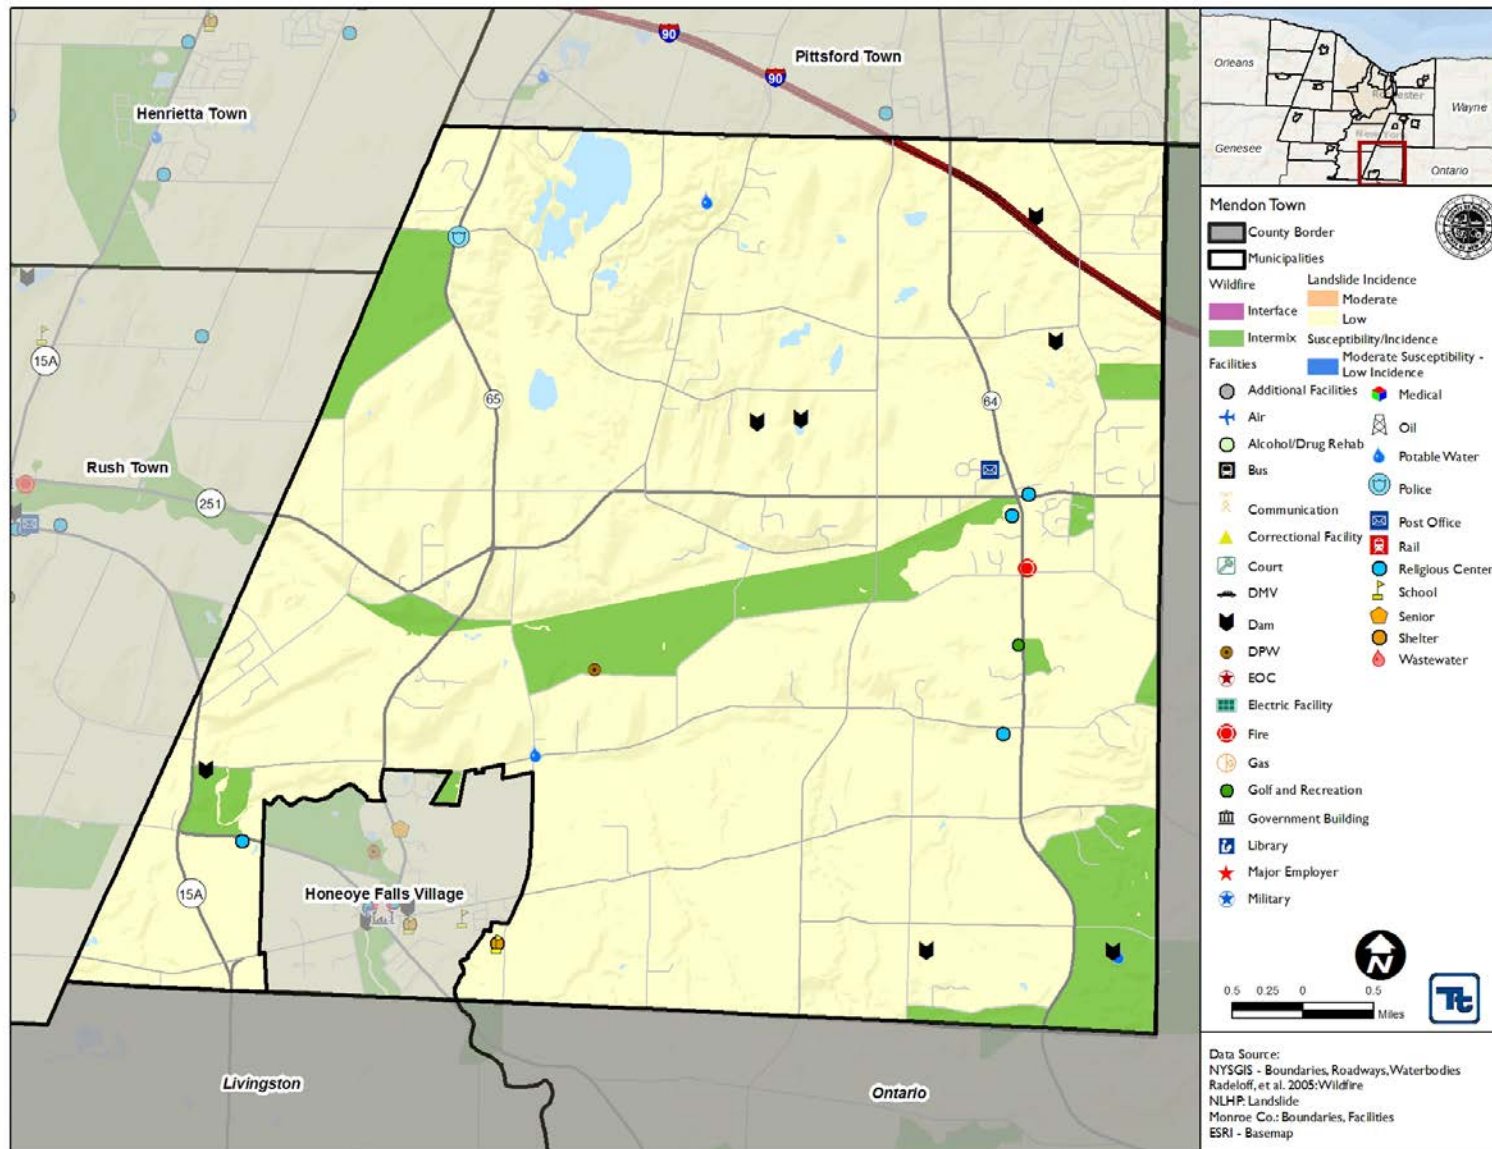 90
Pittsford Town
90
Henrietta Town
15A
65
64
Rush Town
251
15A
Honeoye Falls Village
Livingston
Ontario
Orleans
Rochester
Wayne
New York
Genesee
Ontario
Mendon Town
County Border
Municipalities
Wildfire
Interface
Intermix
Landslide Incidence
Moderate
Low
Susceptibility/Incidence
Moderate Susceptibility -
Low Incidence
Facilities
Additional Facilities
Air
Alcohol/Drug Rehab
Bus
Communication
Correctional Facility
Court
DMV
Dam
DPW
EOC
Electric Facility
Fire
Gas
Golf and Recreation
Government Building
Library
Major Employer
Military
Medical
Oil
Potable Water
Police
Post Office
Rail
Religious Center
School
Senior
Shelter
Wastewater
N
0.5 0.25 0 0.5
Miles
Tt
Data Source:
NYSGIS - Boundaries, Roadways, Waterbodies
Radeloff, et al. 2005: Wildfire
NLHP: Landslide
Monroe Co.: Boundaries, Facilities
ESRI - Basemap